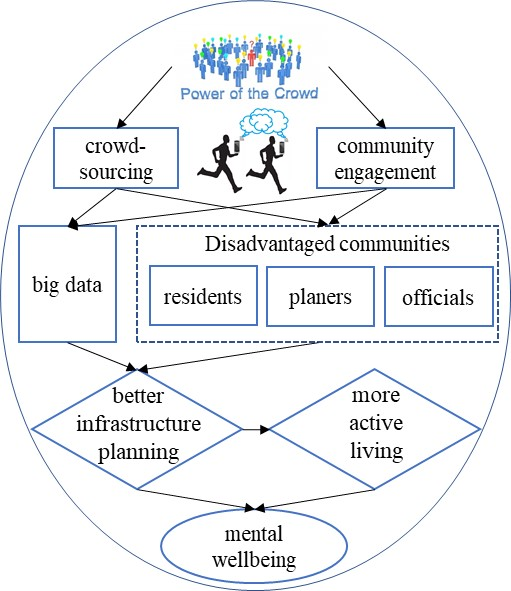 Power of the Crowd
crowd-
sourcing
community
engagement
big data
Disadvantaged communities
residents
planers
officials
better
infrastructure
planning
more
active
living
mental
wellbeing